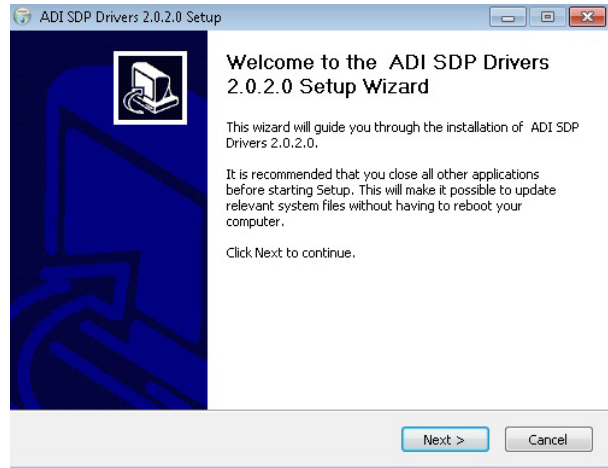 ADI SDP Drivers 2.0.2.0 Setup
Welcome to the ADI SDP Drivers
2.0.2.0 Setup Wizard
This wizard will guide you through the installation of ADI SDP
Drivers 2.0.2.0.
It is recommended that you close all other applications
before starting Setup. This will make it possible to update
relevant system files without having to reboot your
computer.
Click Next to continue.
Next >
Cancel